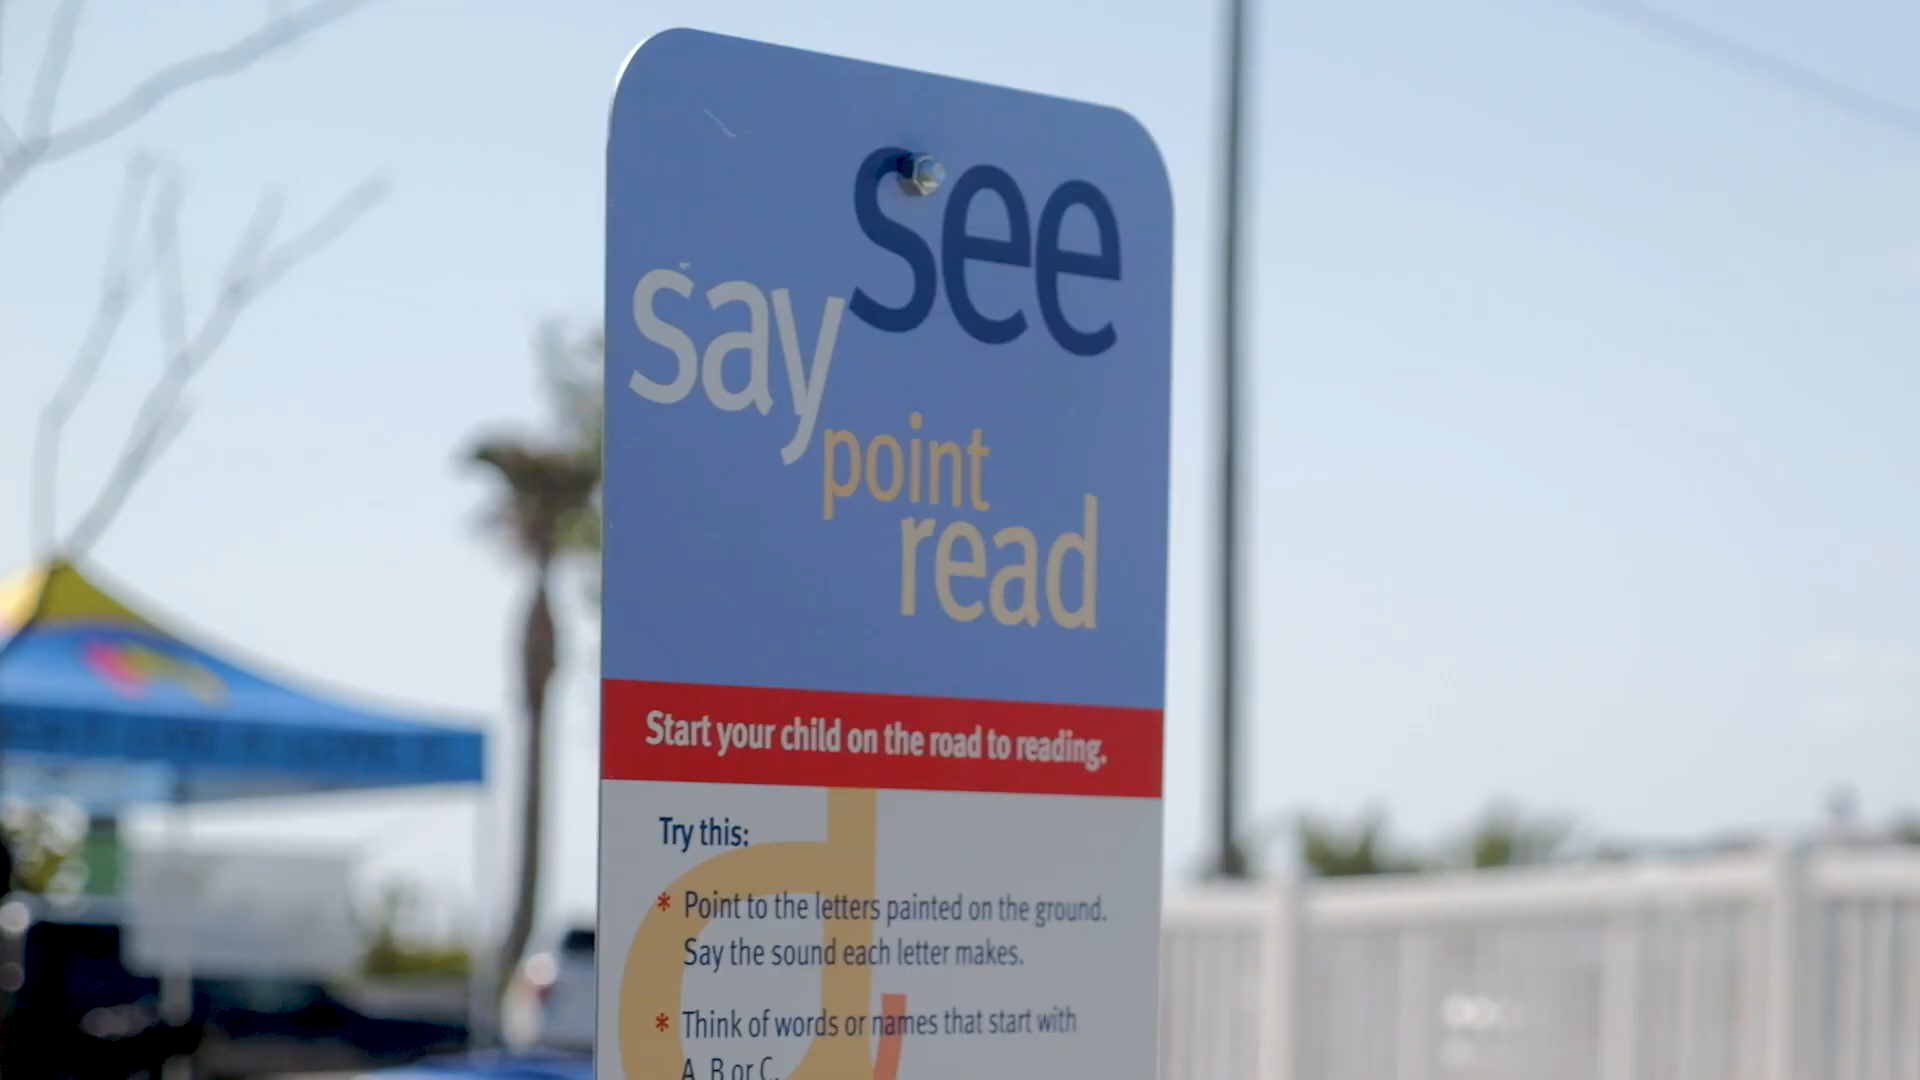 see
say
point
read
Start your child on the road to reading.
Try this:
* Point to the letters painted on the ground.
Say the sound each letter makes.
* Think of words or names that start with
A, B or C.